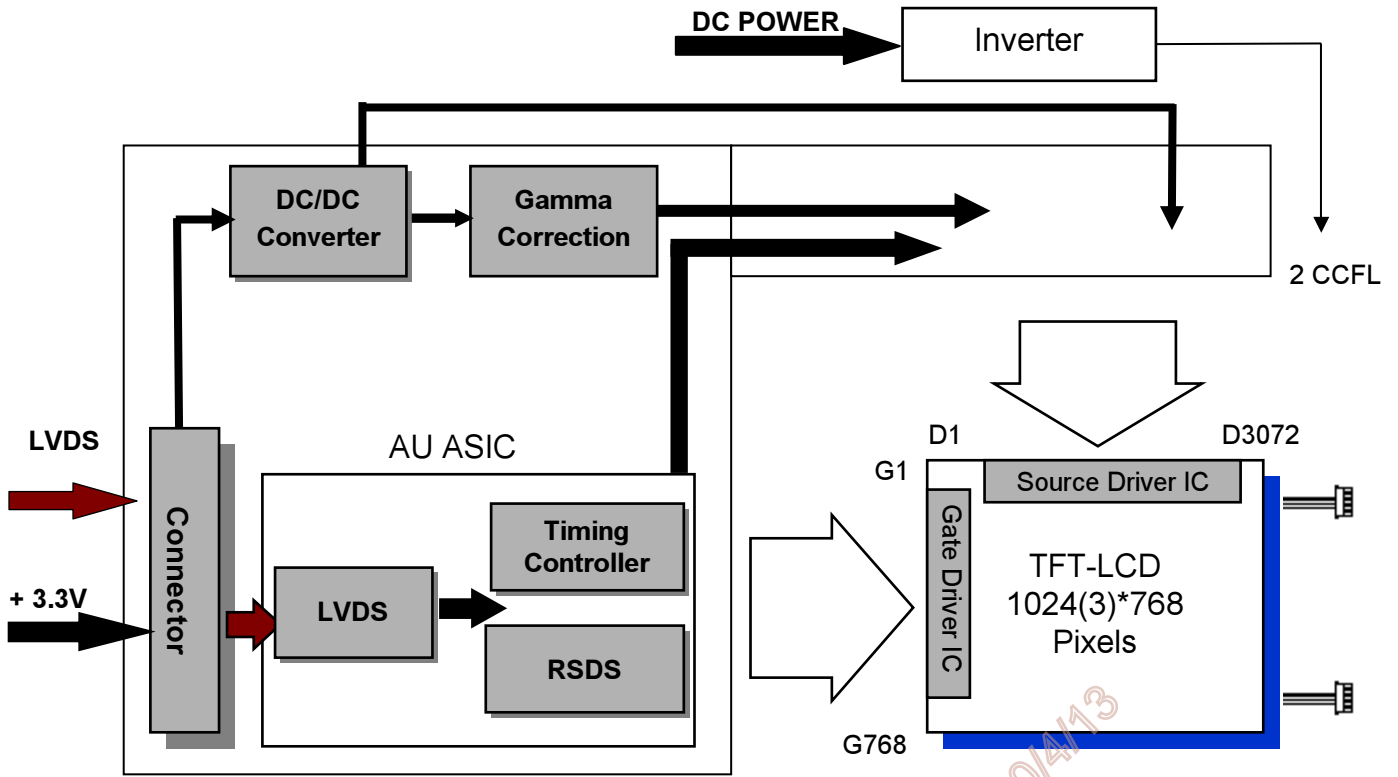 DC POWER
Inverter
DC/DC
Converter
Gamma
Correction
2 CCFL
LVDS
AU ASIC
D1
D3072
G1
Source Driver IC
Connector
Timing
Controller
Gate Driver IC
TFT-LCD
1024(3)*768
Pixels
+ 3.3V
LVDS
RSDS
G768